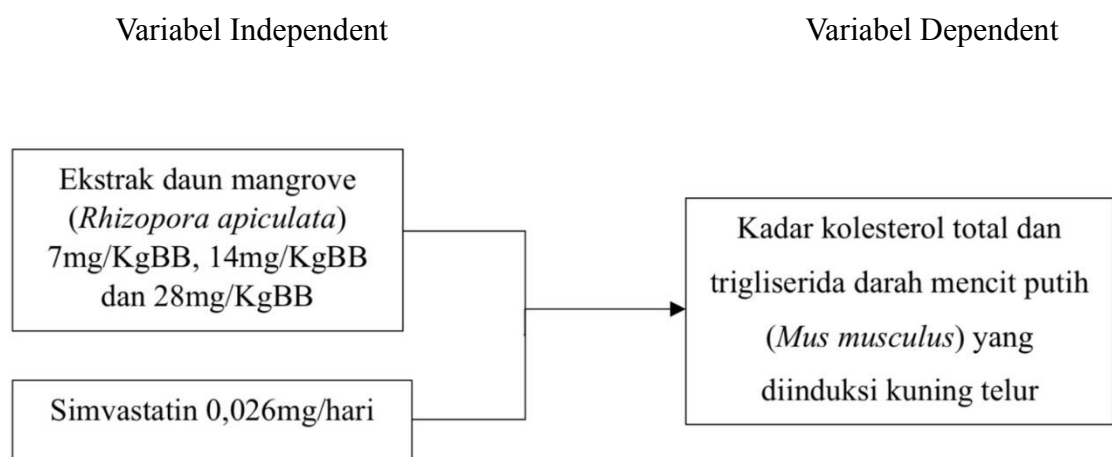 Variabel Independent
Variabel Dependent
Ekstrak daun mangrove
(Rhizopora apiculata)
7mg/KgBB, 14mg/KgBB
dan 28mg/KgBB
Simvastatin 0,026mg/hari
Kadar kolesterol total dan
trigliserida darah mencit putih
(Mus musculus) yang
diinduksi kuning telur